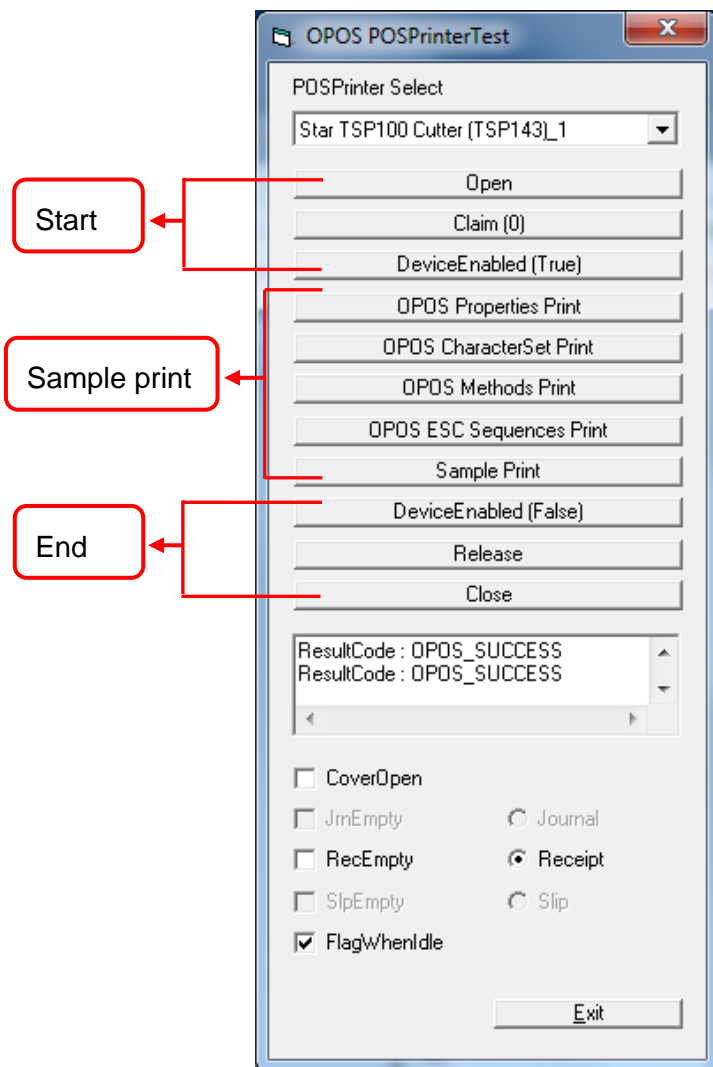 OPOS POSPrinterTest
POSPrinter Select
Star TSP100 Cutter (TSP143)_1
Open
Start
Claim (0)
DeviceEnabled (True)
OPOS Properties Print
OPOS CharacterSet Print
Sample print
OPOS Methods Print
OPOS ESC Sequences Print
Sample Print
DeviceEnabled (False)
End
Release
Close
ResultCode : OPOS_SUCCESS
ResultCode : OPOS_SUCCESS
CoverOpen
JrnEmpty Journal
RecEmpty Receipt
SlpEmpty Slip
FlagWhenIdle
Exit